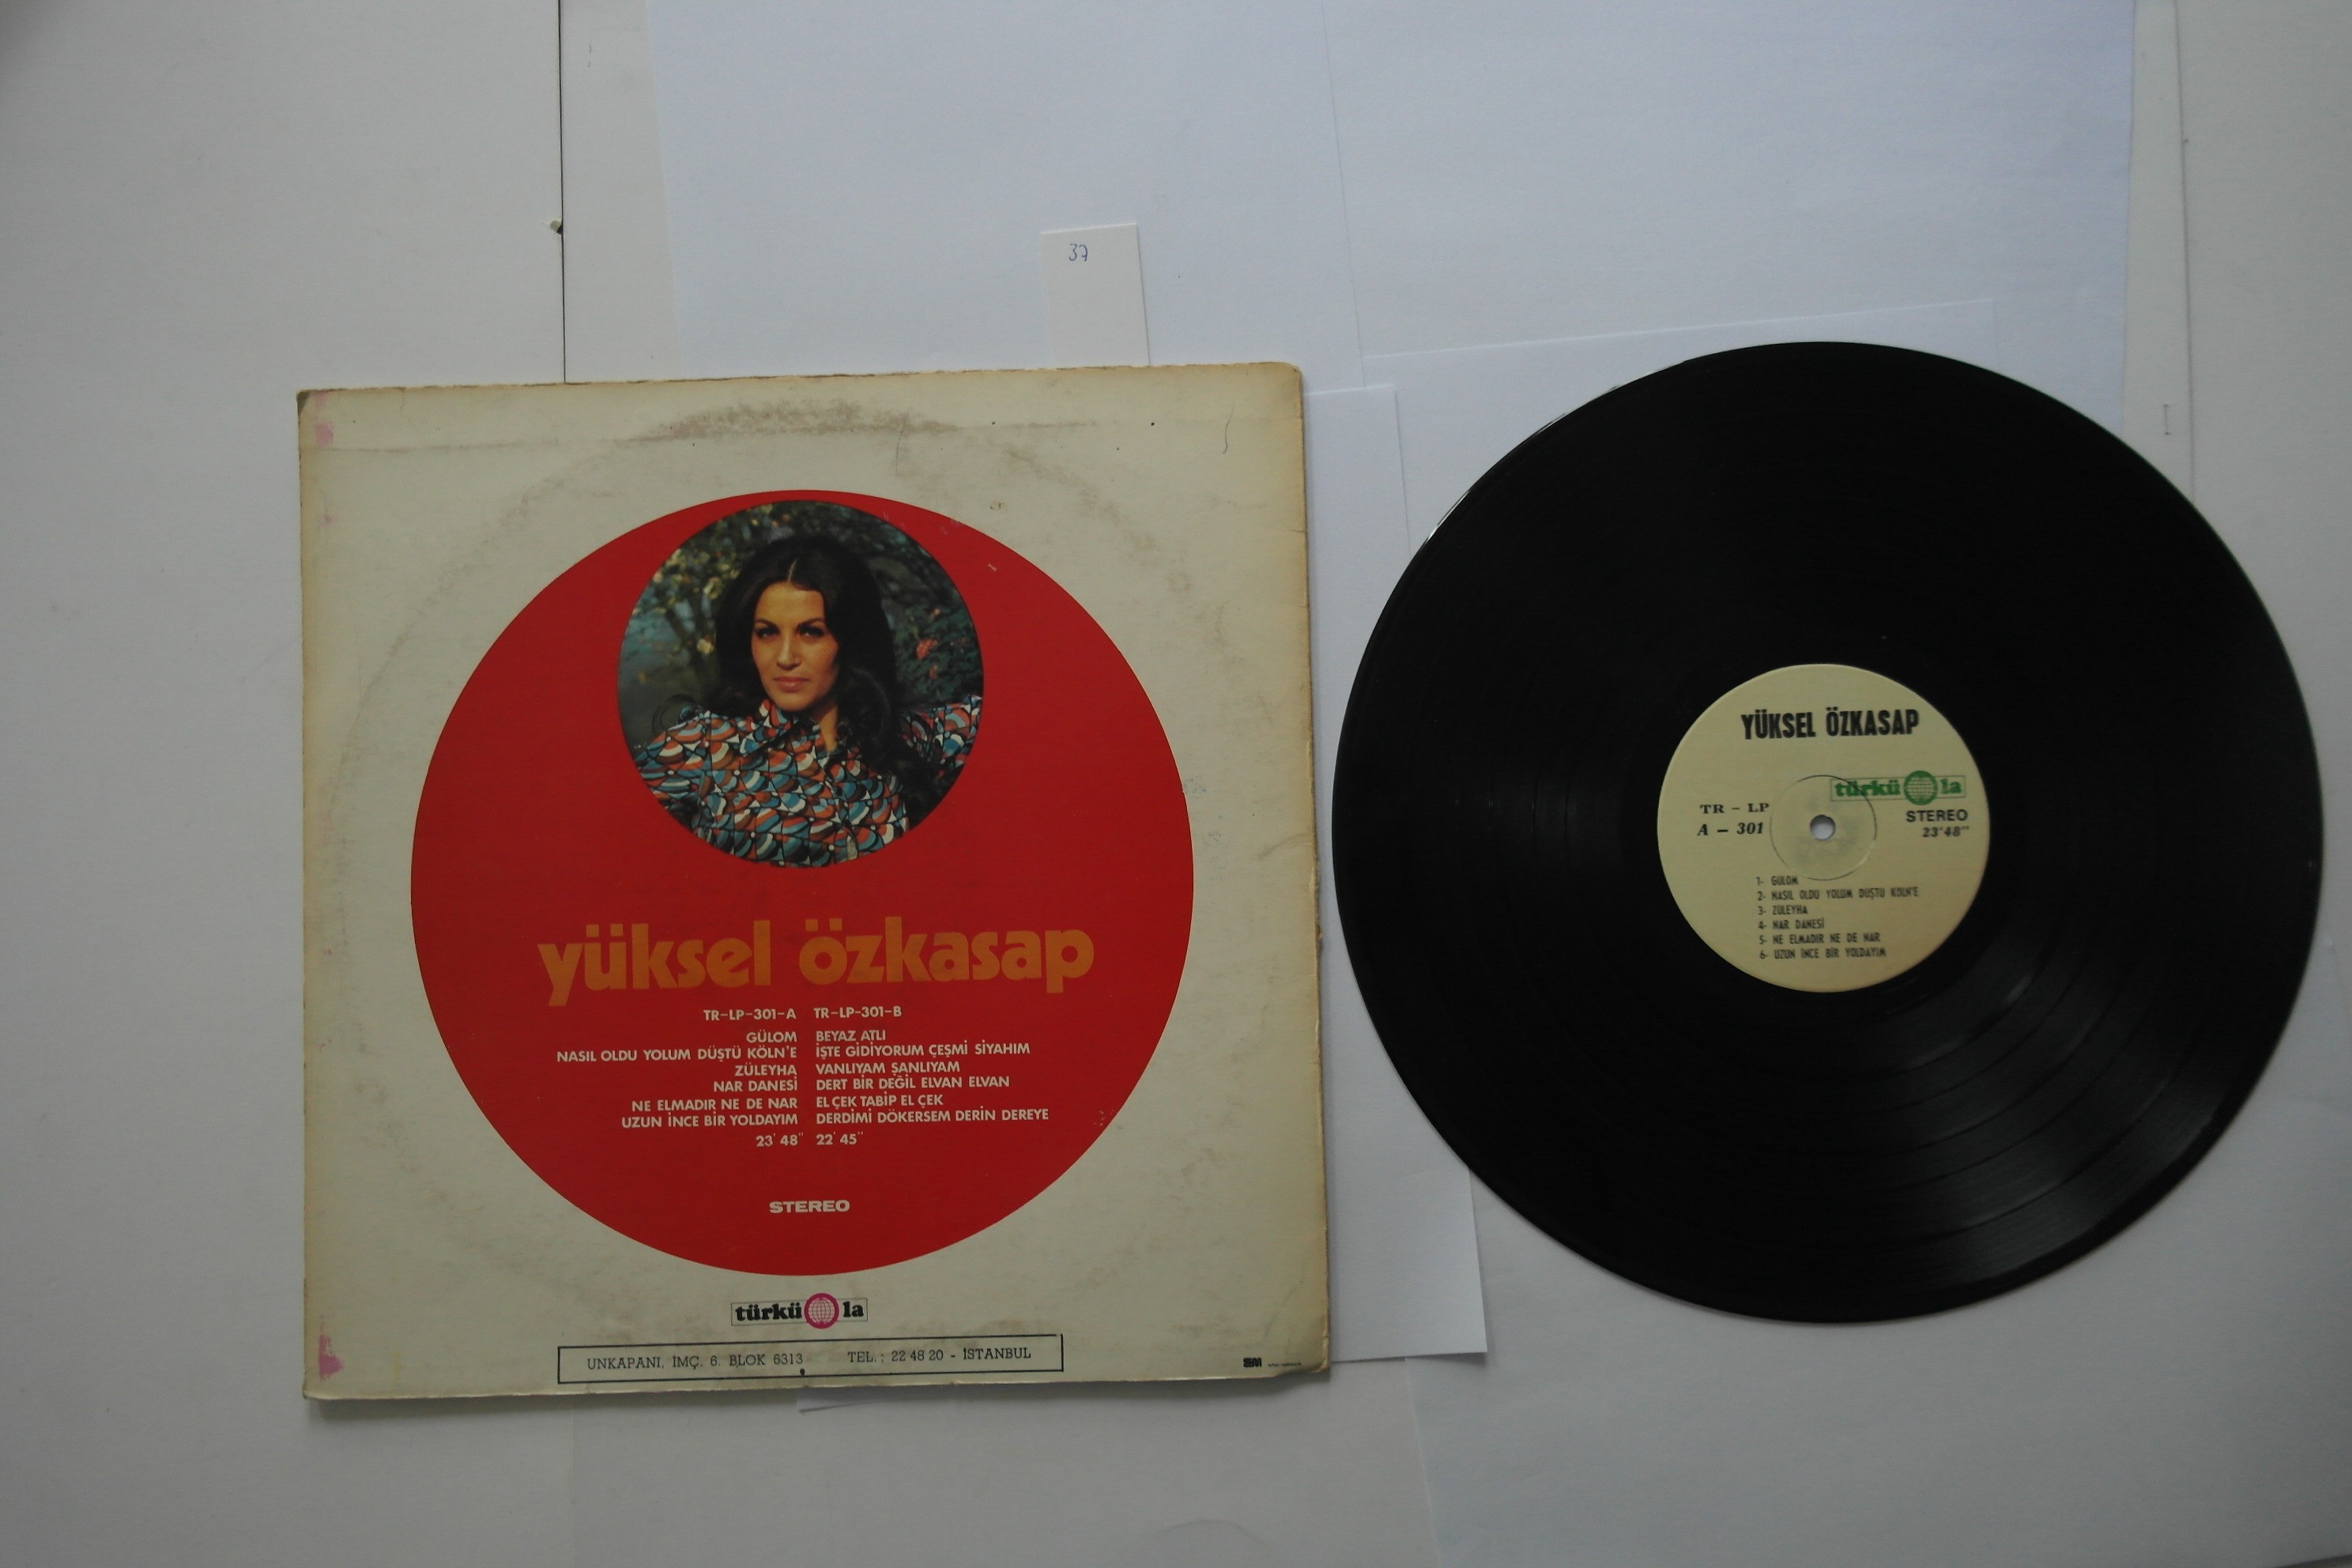 37
yüksel özkasap
TR-LP-301-A TR-LP-301-B
GÜLOM BEYAZ ATLI
NASIL OLDU YOLUM DÜŞTÜ KÖLN'E İŞTE GİDİYORUM ÇEŞMİ SİYAHIM
ZÜLEYHA VANLIYAM ŞANLIYAM
NAR DANESİ DERT BİR DEĞİL ELVAN ELVAN
NE ELMADIR NE DE NAR EL ÇEK TABİP EL ÇEK
UZUN İNCE BİR YOLDAYIM DERDİMİ DÖKERSEM DERİN DEREYE
23' 48" 22' 45"
STEREO
türkü la
UNKAPANI, İMÇ. 6. BLOK 6313 TEL.: 22 48 20 - İSTANBUL
YÜKSEL ÖZKASAP
türkü la
TR - LP
A - 301
STEREO
23'48"
1- GÜLOM
2- NASIL OLDU YOLUM DÜŞTÜ KÖLN'E
3- ZÜLEYHA
4- NAR DANESİ
5- NE ELMADIR NE DE NAR
6- UZUN İNCE BİR YOLDAYIM